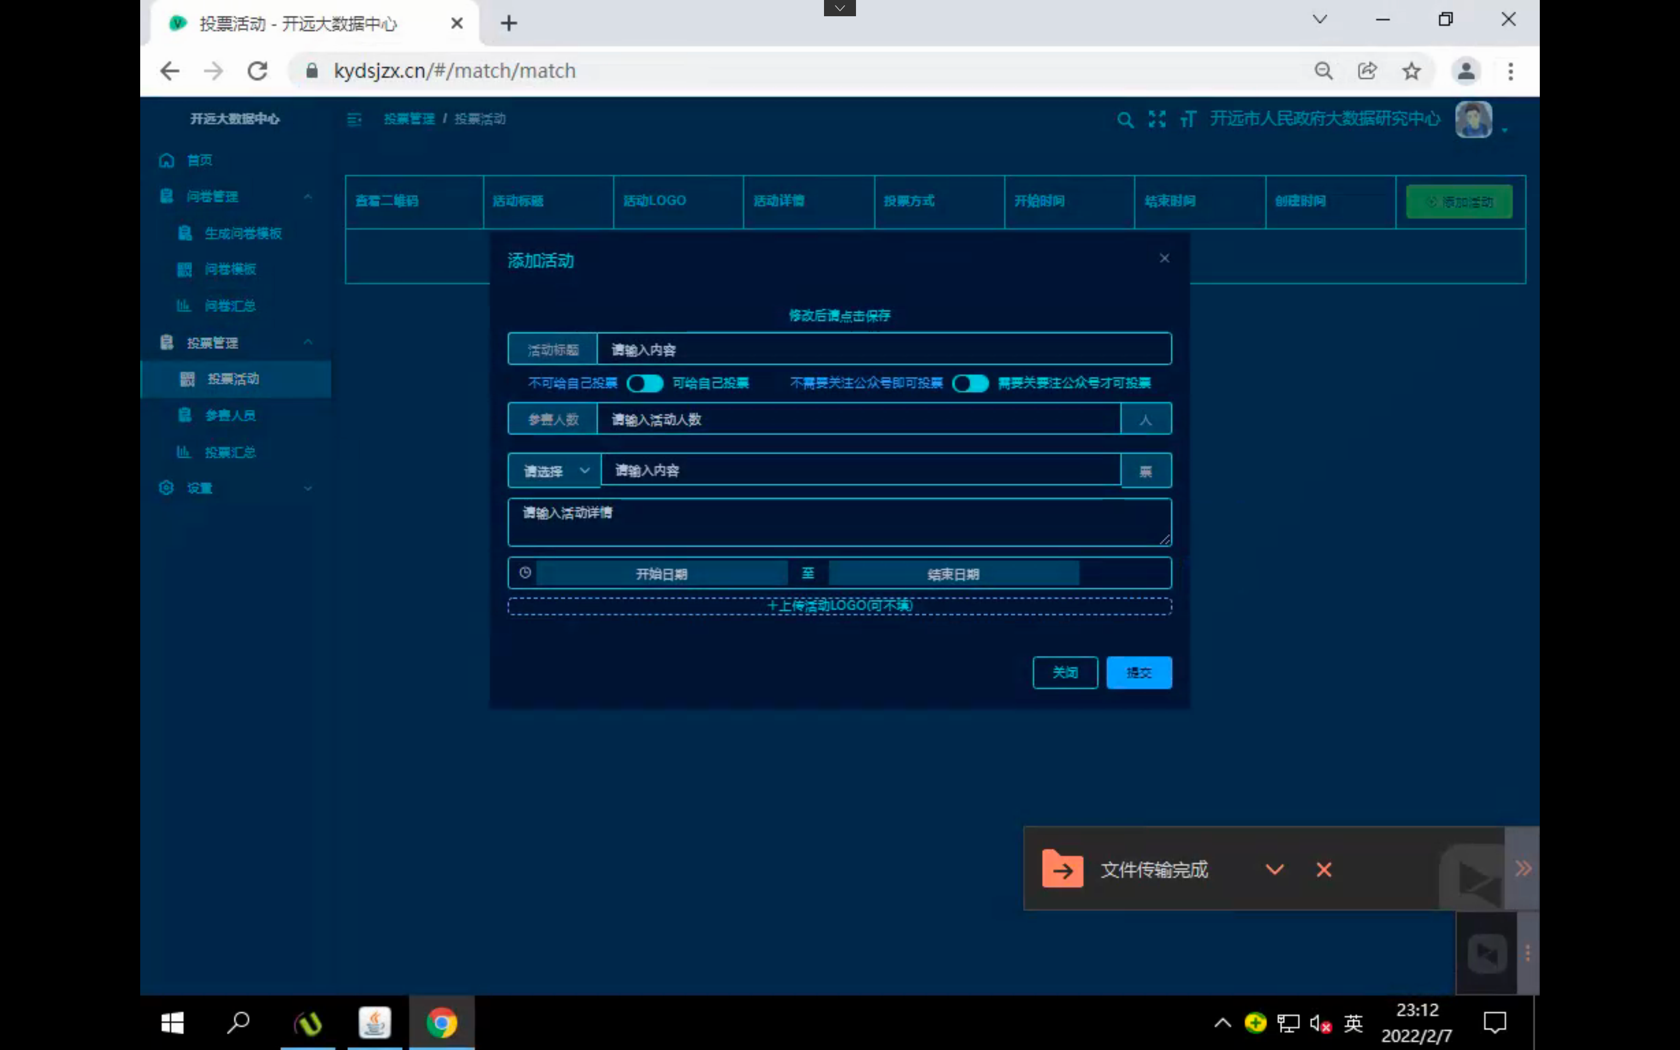 投票活动 - 开远大数据中心
kydsjzx.cn/#/match/match
开远大数据中心
投票管理 / 投票活动
开远市人民政府大数据研究中心
首页
问卷管理
生成问卷模板
问卷模板
问卷汇总
投票管理
投票活动
参赛人员
投票汇总
设置
查看二维码 活动标题 活动LOGO 活动详情 投票方式 开始时间 结束时间 创建时间 添加活动
添加活动
修改后请点击保存
活动标题 请输入内容
不可给自己投票 可给自己投票 不需要关注公众号即可投票 需要关要注公众号才可投票
参赛人数 请输入活动人数 人
请选择 请输入内容 票
请输入活动详情
开始日期 至 结束日期
+上传活动LOGO(可不填)
关闭 提交
文件传输完成
英
23:12
2022/2/7